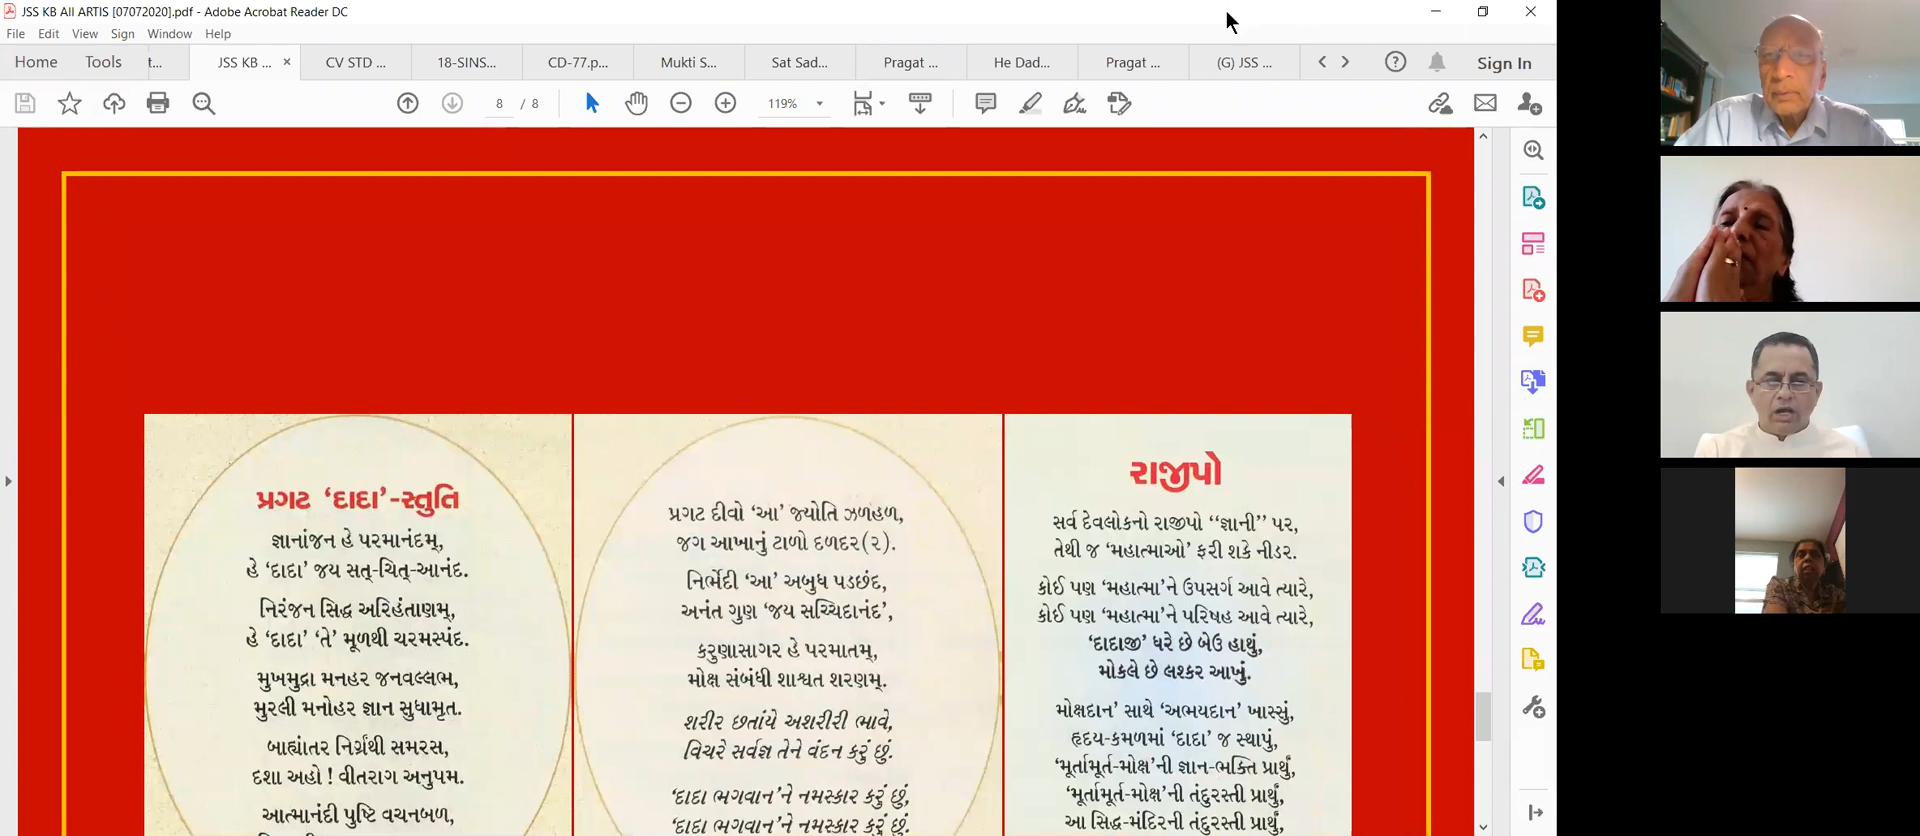 JSS KB All ARTIS [07072020].pdf - Adobe Acrobat Reader DC
File Edit View Sign Window Help
Home Tools t... JSS KB ... × CV STD ... 18-SINS... CD-77.p... Mukti S... Sat Sad... Pragat ... He Dad... Pragat ... (G) JSS ... Sign In
8 / 8 119%
પ્રગટ ‘દાદા’-સ્તુતિ
જ્ઞાનાંજન હે પરમાનંદમ્,
હે ‘દાદા’ જય સત્-ચિત્-આનંદ.
નિરંજન સિદ્ધ અરિહંતાણમ્,
હે ‘દાદા’ ‘તે’ મૂળથી ચરમસ્પંદ.
મુખમુદ્રા મનહર જનવલ્લભ,
મુરલી મનોહર જ્ઞાન સુધામૃત.
બાહ્યાંતર નિર્ગ્રંથી સમરસ,
દશા અહો ! વીતરાગ અનુપમ.
આત્માનંદી પુષ્ટિ વચનબળ,
પ્રગટ દીવો ‘આ’ જ્યોતિ ઝળહળ,
જગ આખાનું ટાળો દળદર(૨).
નિર્ભેદી ‘આ’ અબુધ પડછંદ,
અનંત ગુણ ‘જય સચ્ચિદાનંદ’,
કરુણાસાગર હે પરમાતમ્,
મોક્ષ સંબંધી શાશ્વત શરણમ્.
શરીર છતાંયે અશરીરી ભાવે,
વિચરે સર્વજ્ઞ તેને વંદન કરું છું.
‘દાદા ભગવાન’ને નમસ્કાર કરું છું,
‘દાદા ભગવાન’ને નમસ્કાર કરું છું.
રાજીપો
સર્વ દેવલોકનો રાજીપો “જ્ઞાની” પર,
તેથી જ ‘મહાત્માઓ’ ફરી શકે નીડર.
કોઈ પણ ‘મહાત્મા’ને ઉપસર્ગ આવે ત્યારે,
કોઈ પણ ‘મહાત્મા’ને પરિષહ આવે ત્યારે,
‘દાદાજી’ ધરે છે બેઉ હાથું,
મોકલે છે લશ્કર આખું.
મોક્ષદાન’ સાથે ‘અભયદાન’ ખાસ્સું,
હૃદય-કમળમાં ‘દાદા’ જ સ્થાપું,
‘મૂર્તામૂર્ત-મોક્ષ’ની જ્ઞાન-ભક્તિ પ્રાર્થું,
‘મૂર્તામૂર્ત-મોક્ષ’ની તંદુરસ્તી પ્રાર્થું,
આ સિદ્ધ-મંદિરની તંદુરસ્તી પ્રાર્થું,